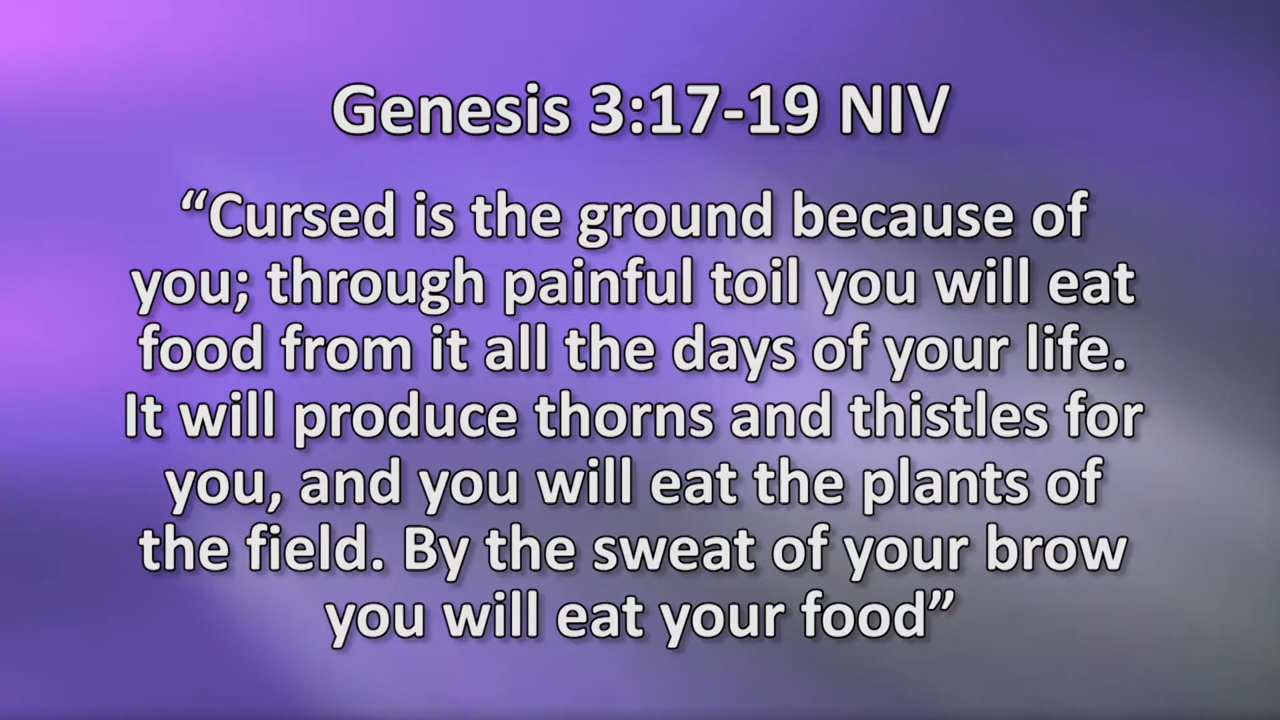 Genesis 3:17-19 NIV
“Cursed is the ground because of
you; through painful toil you will eat
food from it all the days of your life.
It will produce thorns and thistles for
you, and you will eat the plants of
the field. By the sweat of your brow
you will eat your food”